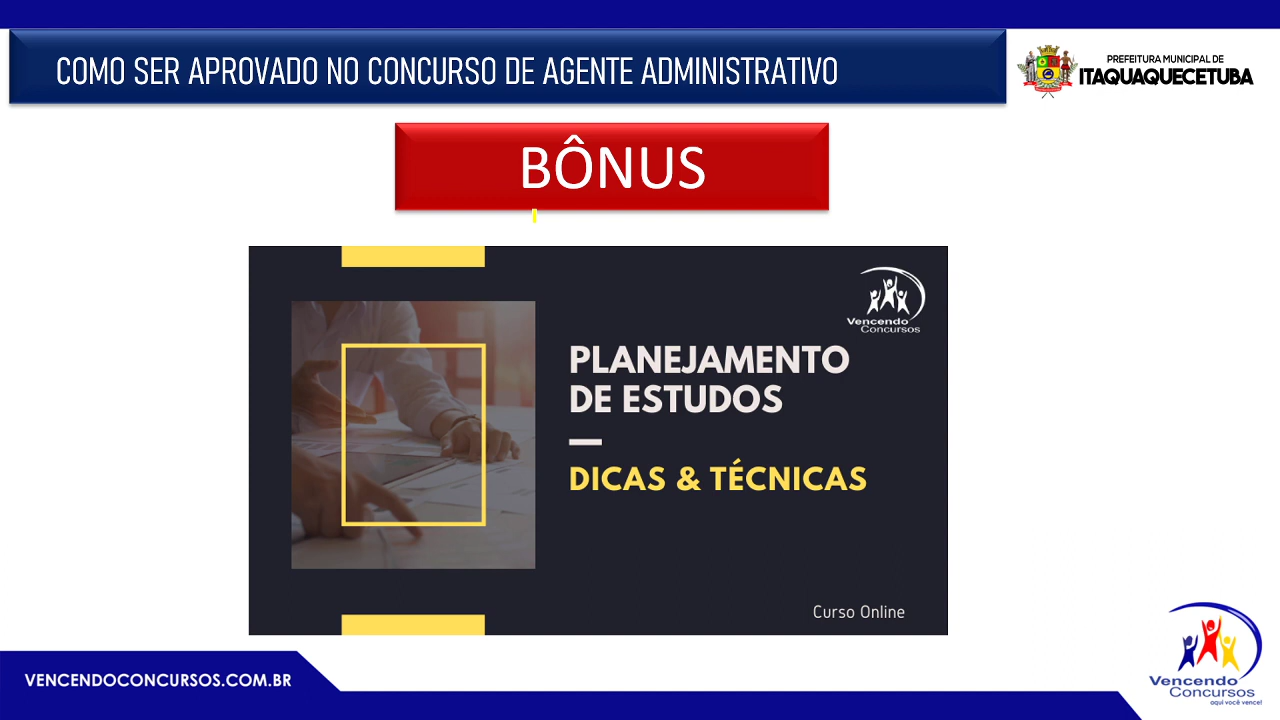 COMO SER APROVADO NO CONCURSO DE AGENTE ADMINISTRATIVO
PREFEITURA MUNICIPAL DE
ITAQUAQUECETUBA
BÔNUS
Vencendo
Concursos
PLANEJAMENTO
DE ESTUDOS
DICAS & TÉCNICAS
Curso Online
VENCENDOCONCURSOS.COM.BR
Vencendo
Concursos
aqui você vence!